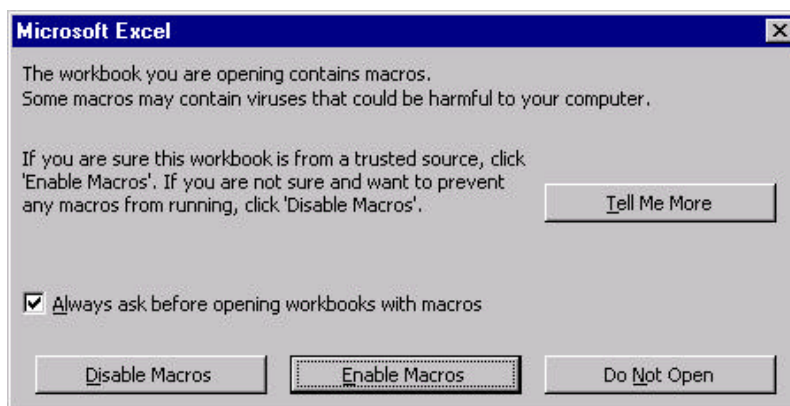 Microsoft Excel
The workbook you are opening contains macros.
Some macros may contain viruses that could be harmful to your computer.
If you are sure this workbook is from a trusted source, click
'Enable Macros'. If you are not sure and want to prevent
any macros from running, click 'Disable Macros'.
Tell Me More
Always ask before opening workbooks with macros
Disable Macros
Enable Macros
Do Not Open